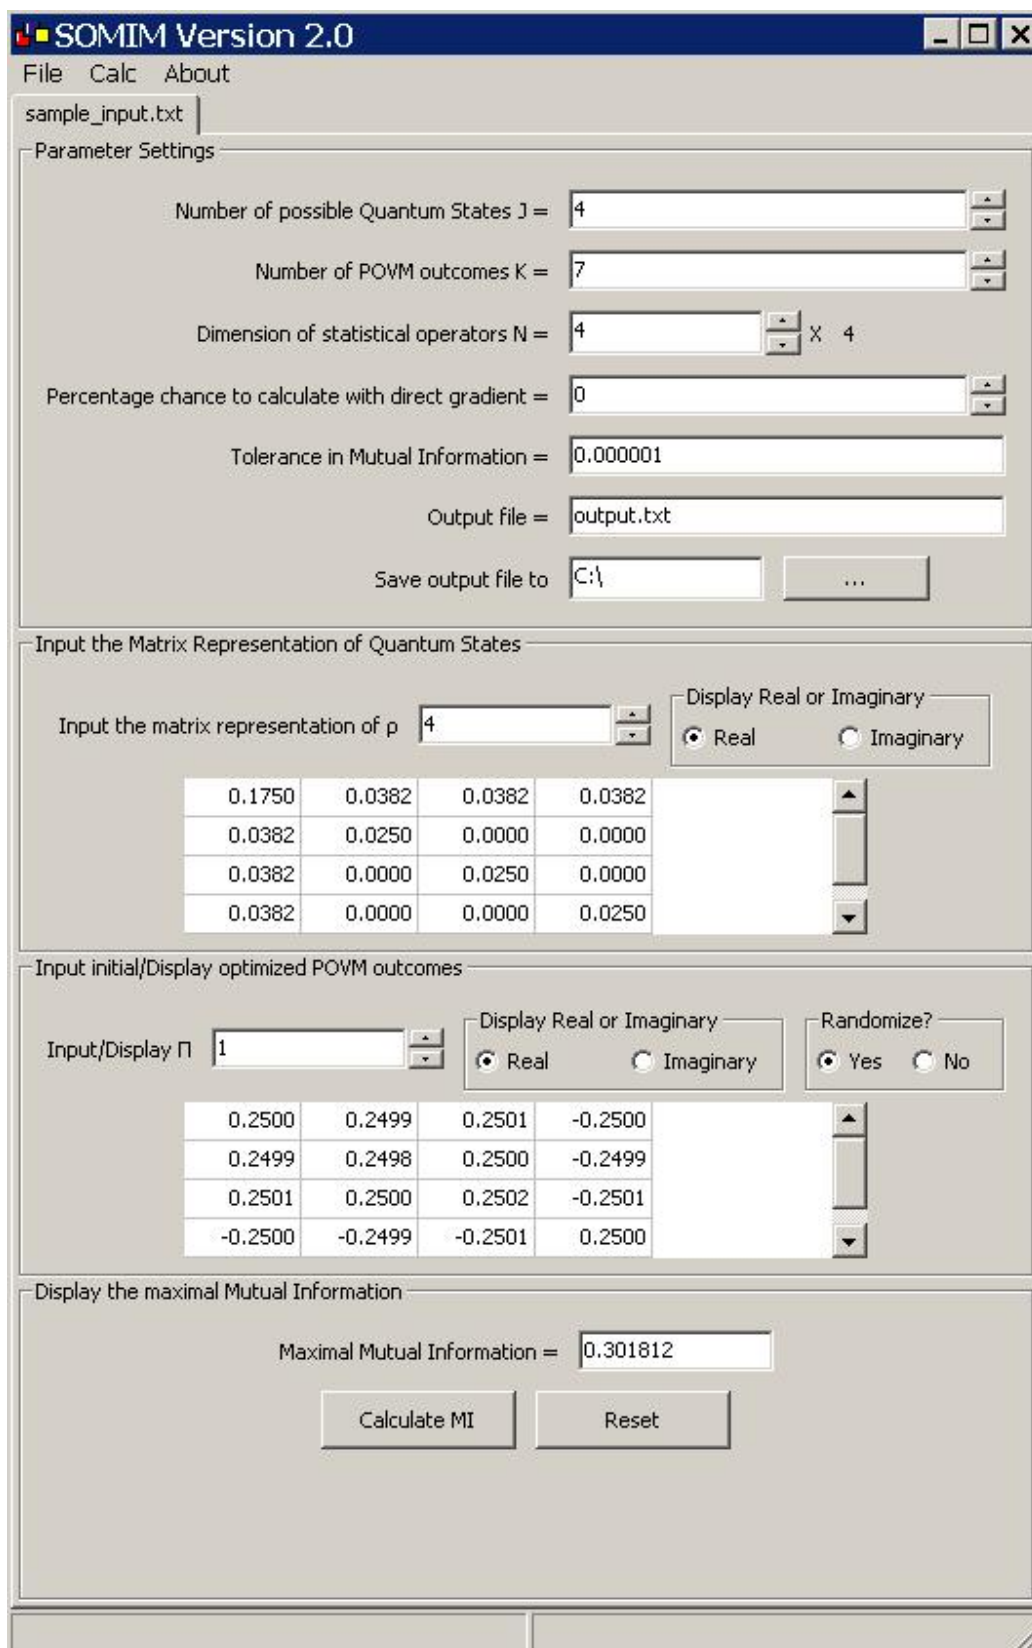 SOMIM Version 2.0
File Calc About
sample_input.txt
Parameter Settings
Number of possible Quantum States J = 4
Number of POVM outcomes K = 7
Dimension of statistical operators N = 4 X 4
Percentage chance to calculate with direct gradient = 0
Tolerance in Mutual Information = 0.000001
Output file = output.txt
Save output file to C:\ ...
Input the Matrix Representation of Quantum States
Display Real or Imaginary
Input the matrix representation of ρ 4 Real Imaginary
0.1750 0.0382 0.0382 0.0382
0.0382 0.0250 0.0000 0.0000
0.0382 0.0000 0.0250 0.0000
0.0382 0.0000 0.0000 0.0250
Input initial/Display optimized POVM outcomes
Display Real or Imaginary Randomize?
Input/Display Π 1 Real Imaginary Yes No
0.2500 0.2499 0.2501 -0.2500
0.2499 0.2498 0.2500 -0.2499
0.2501 0.2500 0.2502 -0.2501
-0.2500 -0.2499 -0.2501 0.2500
Display the maximal Mutual Information
Maximal Mutual Information = 0.301812
Calculate MI Reset